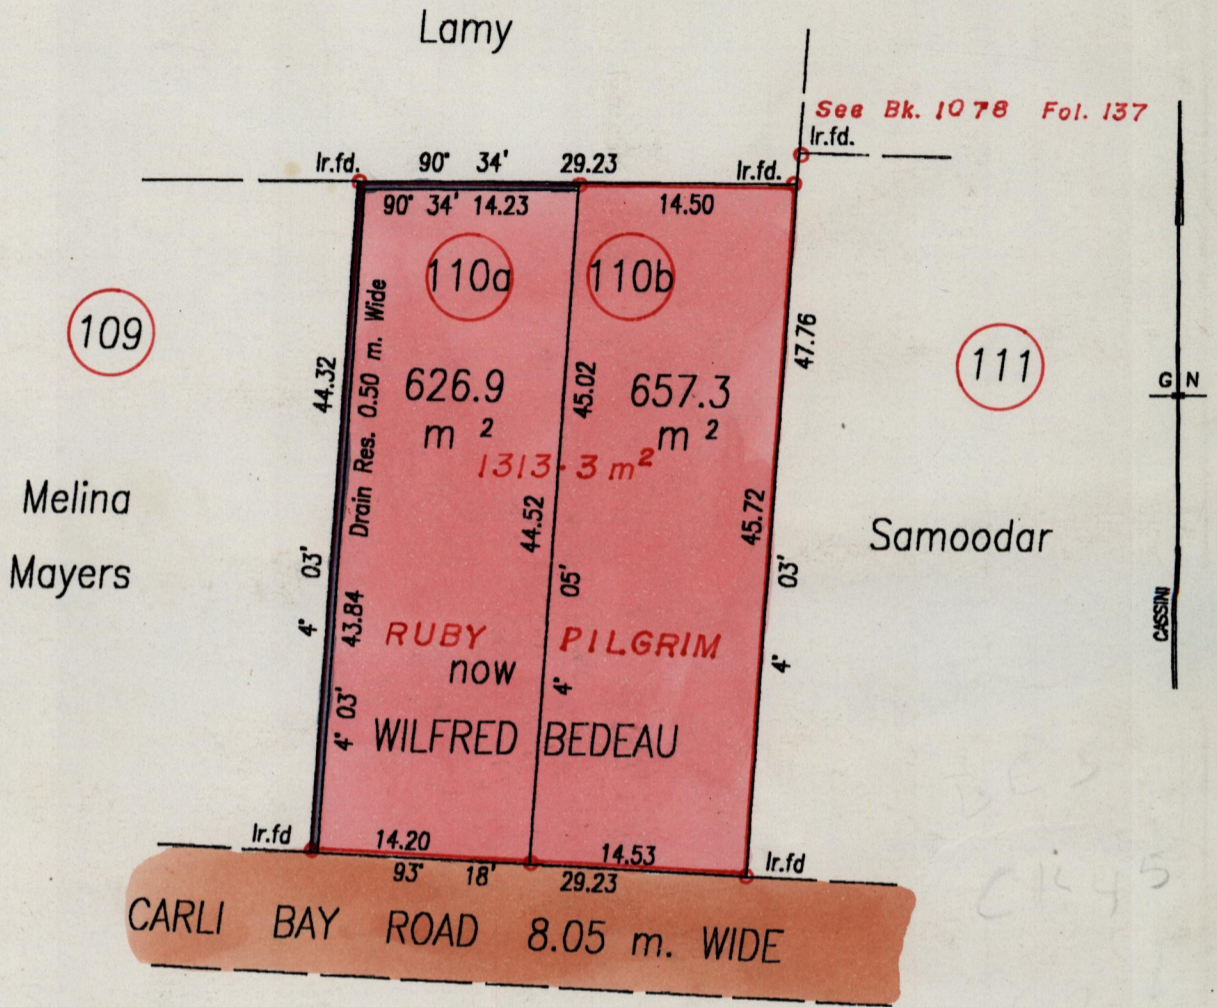 Lamy
See Bk. 1078 Fol. 137
Ir.fd.
Ir.fd. 90° 34' 29.23 Ir.fd.
90° 34' 14.23 14.50
110a 110b
109
111
G N
44.32
Drain Res. 0.50 m. Wide
45.02
47.76
626.9 m²
657.3 m²
1313.3 m²
44.52
45.72
Melina
Mayers
Samoodar
4° 03'
43.84
4° 03'
4° 05'
4° 03'
CASSINI
RUBY PILGRIM
now
WILFRED BEDEAU
Ir.fd 14.20 14.53 Ir.fd
93° 18' 29.23
CARLI BAY ROAD 8.05 m. WIDE